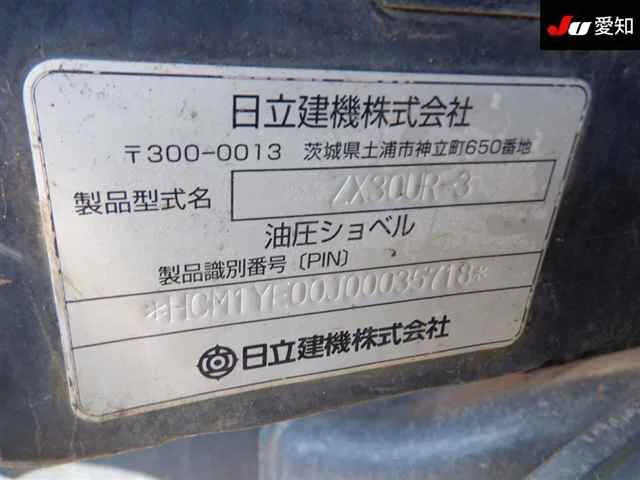 JU 愛知
日立建機株式会社
〒300-0013 茨城県土浦市神立町650番地
製品型式名 ZX30UR-3
油圧ショベル
製品識別番号〔PIN〕
*HCM1YE00J00035718*
日立建機株式会社